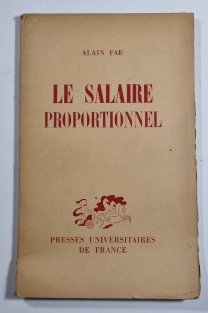 ALAIN FAU
LE SALAIRE
PROPORTIONNEL
PRESSES UNIVERSITAIRES
DE FRANCE